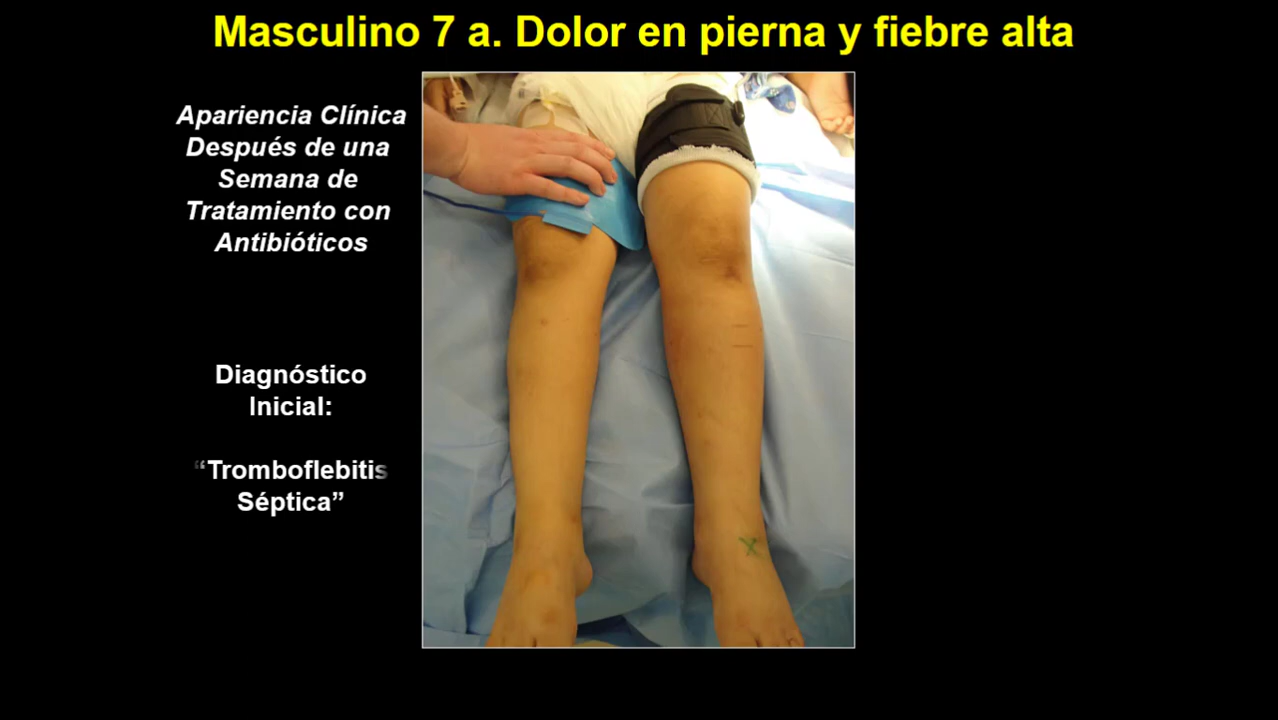 Masculino 7 a. Dolor en pierna y fiebre alta
Apariencia Clínica
Después de una
Semana de
Tratamiento con
Antibióticos
Diagnóstico
Inicial:
“Tromboflebitis
Séptica”